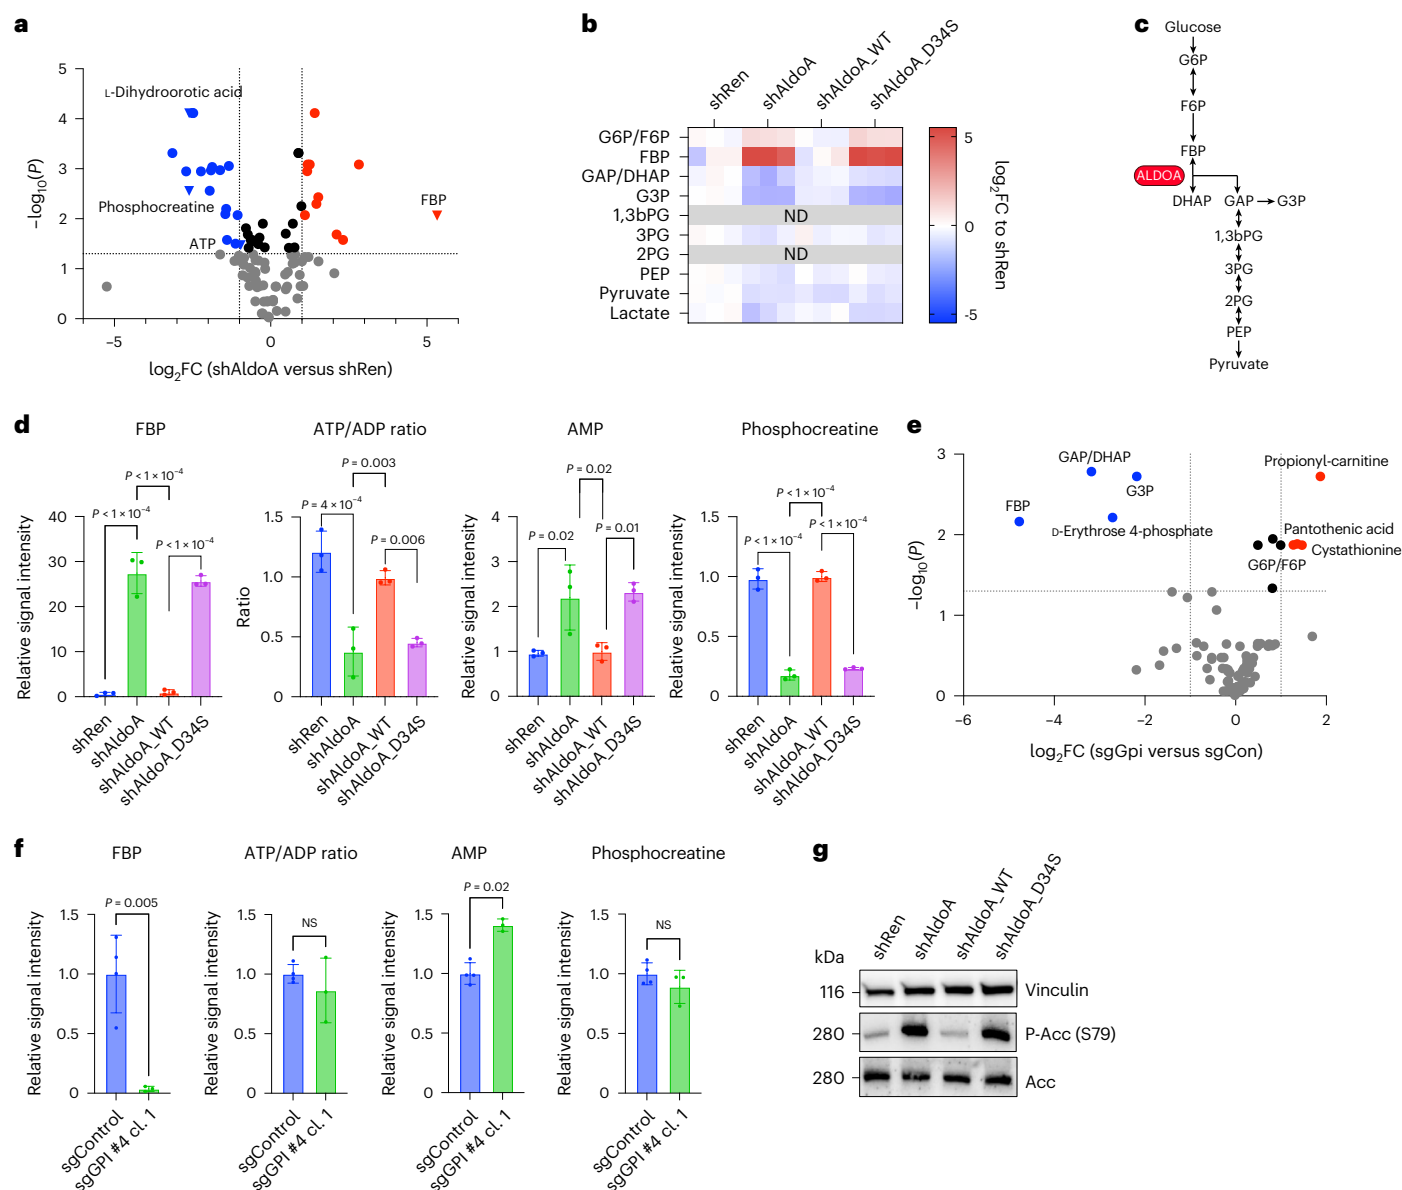 a
5
4
3
2
1
0
−log10(P)
L-Dihydroorotic acid
Phosphocreatine
ATP
FBP
−5
0
5
log2FC (shAldoA versus shRen)
b
shRen
shAldoA
shAldoA_WT
shAldoA_D34S
G6P/F6P
FBP
GAP/DHAP
G3P
1,3bPG
ND
3PG
2PG
ND
PEP
Pyruvate
Lactate
5
0
-5
log2FC to shRen
c
Glucose
G6P
F6P
FBP
ALDOA
DHAP
GAP
G3P
1,3bPG
3PG
2PG
PEP
Pyruvate
d
FBP
P < 1 × 10−4
P < 1 × 10−4
P < 1 × 10−4
40
30
20
10
0
Relative signal intensity
shRen
shAldoA
shAldoA_WT
shAldoA_D34S
ATP/ADP ratio
P = 0.003
P = 4 × 10−4
P = 0.006
1.5
1.0
0.5
0
Ratio
shRen
shAldoA
shAldoA_WT
shAldoA_D34S
AMP
P = 0.02
P = 0.01
P = 0.02
4
3
2
1
0
Relative signal intensity
shRen
shAldoA
shAldoA_WT
shAldoA_D34S
Phosphocreatine
P < 1 × 10−4
P < 1 × 10−4
P < 1 × 10−4
1.5
1.0
0.5
0
Relative signal intensity
shRen
shAldoA
shAldoA_WT
shAldoA_D34S
e
3
2
1
0
−log10(P)
GAP/DHAP
G3P
FBP
D-Erythrose 4-phosphate
Propionyl-carnitine
Pantothenic acid
Cystathionine
G6P/F6P
−6
−4
−2
0
2
log2FC (sgGpi versus sgCon)
f
FBP
P = 0.005
1.5
1.0
0.5
0
Relative signal intensity
sgControl
sgGPI #4 cl. 1
ATP/ADP ratio
NS
1.5
1.0
0.5
0
Relative signal intensity
sgControl
sgGPI #4 cl. 1
AMP
P = 0.02
1.5
1.0
0.5
0
Relative signal intensity
sgControl
sgGPI #4 cl. 1
Phosphocreatine
NS
1.5
1.0
0.5
0
Relative signal intensity
sgControl
sgGPI #4 cl. 1
g
shRen
shAldoA
shAldoA_WT
shAldoA_D34S
kDa
116
Vinculin
280
P-Acc (S79)
280
Acc